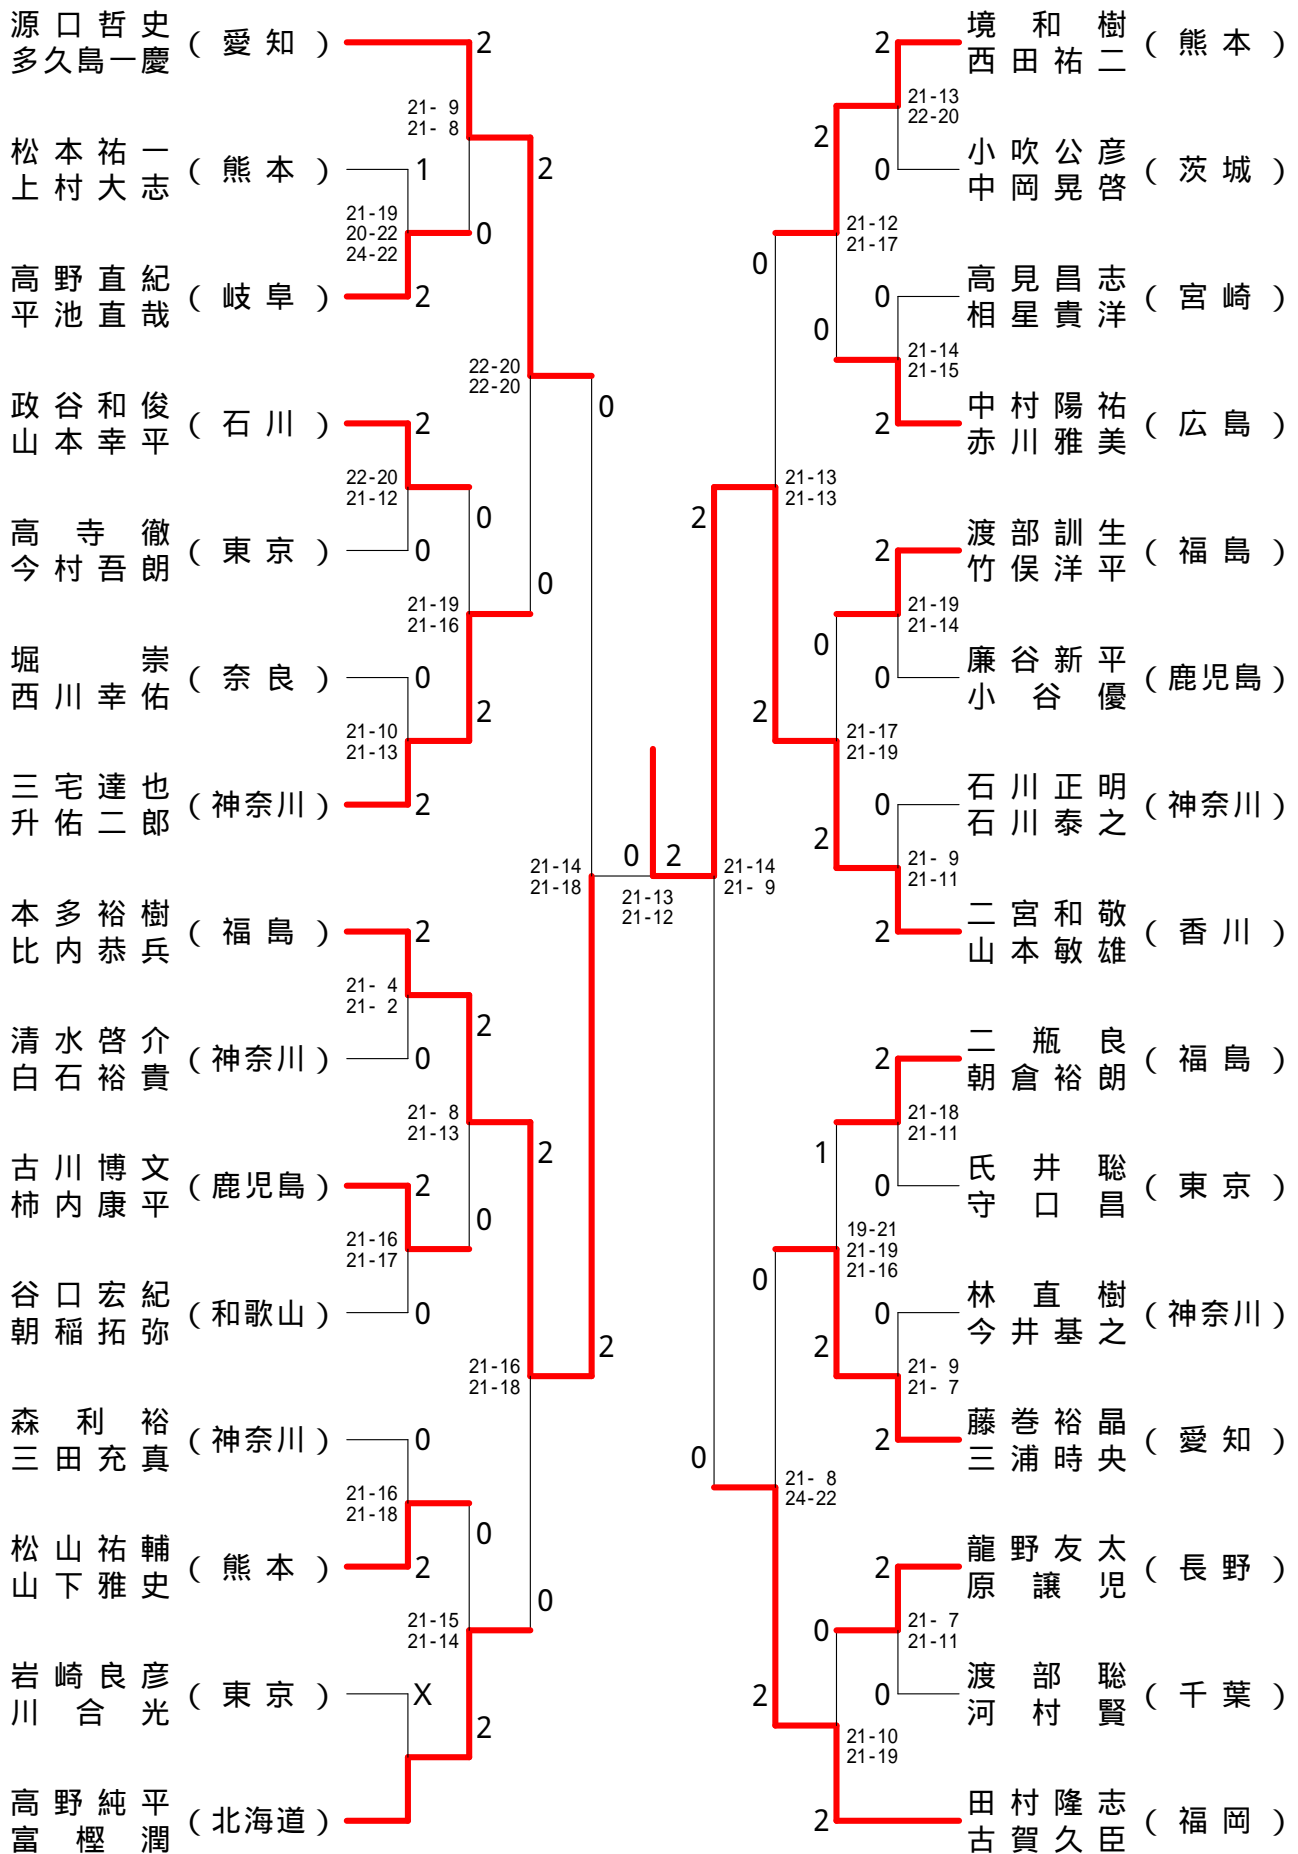 源口哲史
多久島一慶
(愛知)
2
21- 9
21- 8
2
松本祐一
上村大志
(熊本)
1
21-19
20-22
24-22
0
高野直紀
平池直哉
(岐阜)
2
22-20
22-20
0
政谷和俊
山本幸平
(石川)
2
22-20
21-12
0
高寺徹
今村吾朗
(東京)
0
0
21-19
21-16
堀崇
西川幸佑
(奈良)
0
2
21-10
21-13
三宅達也
升佑二郎
(神奈川)
2
21-14
21-18
本多裕樹
比内恭兵
(福島)
2
21- 4
21- 2
2
清水啓介
白石裕貴
(神奈川)
0
21- 8
21-13
2
古川博文
柿内康平
(鹿児島)
2
0
21-16
21-17
谷口宏紀
朝稲拓弥
(和歌山)
0
2
21-16
21-18
森利裕
三田充真
(神奈川)
0
21-16
21-18
0
松山祐輔
山下雅史
(熊本)
2
0
21-15
21-14
岩崎良彦
川合光
(東京)
X
2
高野純平
富樫潤
(北海道)
0
2
21-13
21-12
2
境和樹
西田祐二
(熊本)
21-13
22-20
2
0
小吹公彦
中岡晃啓
(茨城)
21-12
21-17
0
0
高見昌志
相星貴洋
(宮崎)
0
21-14
21-15
2
中村陽祐
赤川雅美
(広島)
21-13
21-13
2
2
渡部訓生
竹俣洋平
(福島)
21-19
21-14
0
0
廉谷新平
小谷優
(鹿児島)
2
21-17
21-19
0
石川正明
石川泰之
(神奈川)
2
21- 9
21-11
21-14
21- 9
2
二宮和敬
山本敏雄
(香川)
2
二瓶良
朝倉裕朗
(福島)
21-18
21-11
1
0
氏井聡
守口昌
(東京)
19-21
21-19
21-16
0
0
林直樹
今井基之
(神奈川)
2
21- 9
21- 7
2
藤巻裕晶
三浦時央
(愛知)
0
21- 8
24-22
2
龍野友太
原譲児
(長野)
0
21- 7
21-11
0
渡部聡
河村賢
(千葉)
2
21-10
21-19
2
田村隆志
古賀久臣
(福岡)